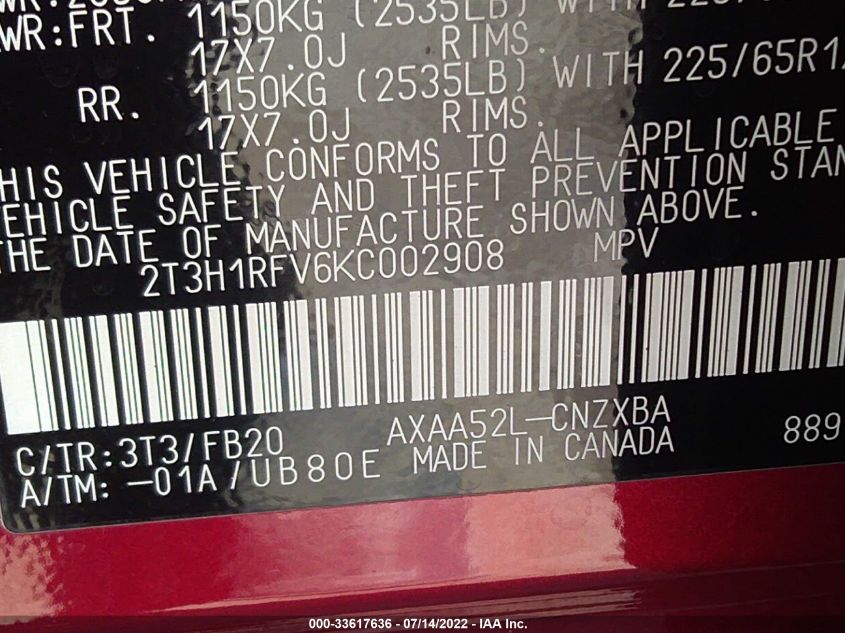 WR:FRT. 1150KG (2535LB) WITH
17X7.0J RIMS.
RR. 1150KG (2535LB) WITH 225/65R1
17X7.0J RIMS.
HIS VEHICLE CONFORMS TO ALL APPLICABLE
EHICLE SAFETY AND THEFT PREVENTION STAN
THE DATE OF MANUFACTURE SHOWN ABOVE.
2T3H1RFV6KC002908 MPV
C/TR:3T3/FB20 AXAA52L-CNZXBA 889
A/TM: -01A/UB80E MADE IN CANADA
000-33617636 - 07/14/2022 - IAA Inc.